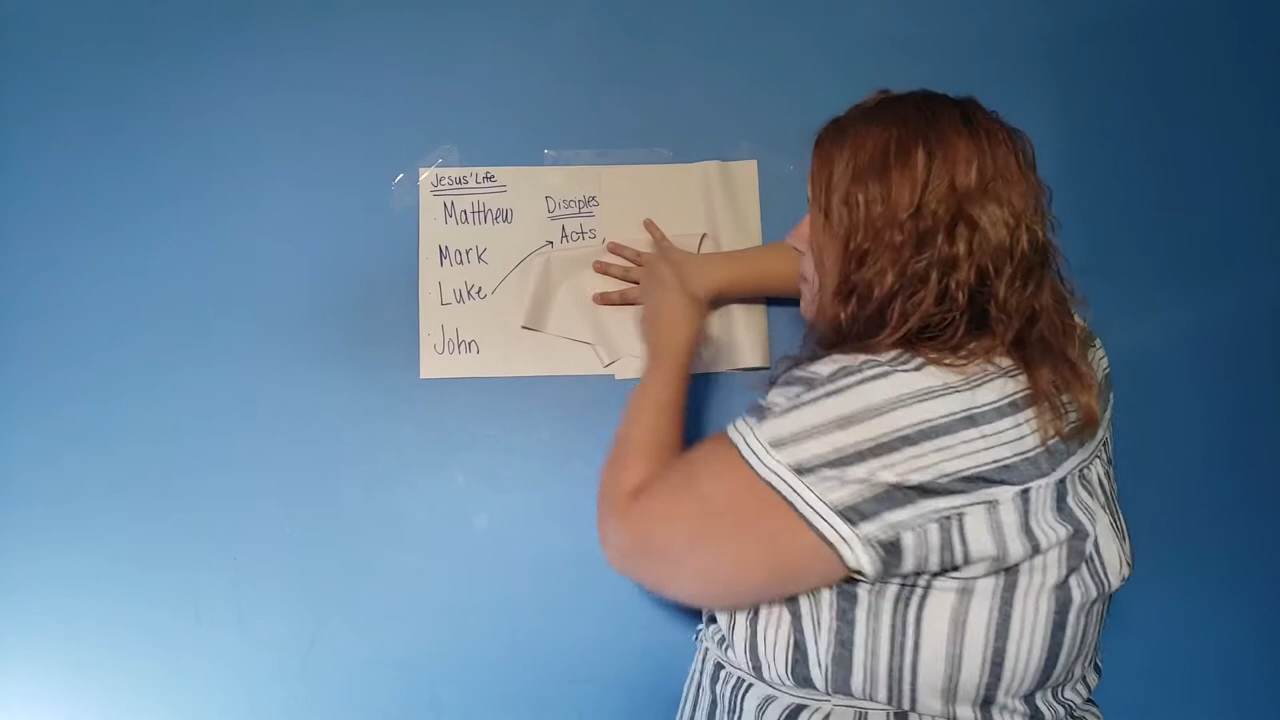 Jesus' Life
Matthew
Mark
Luke
John
Disciples
Acts